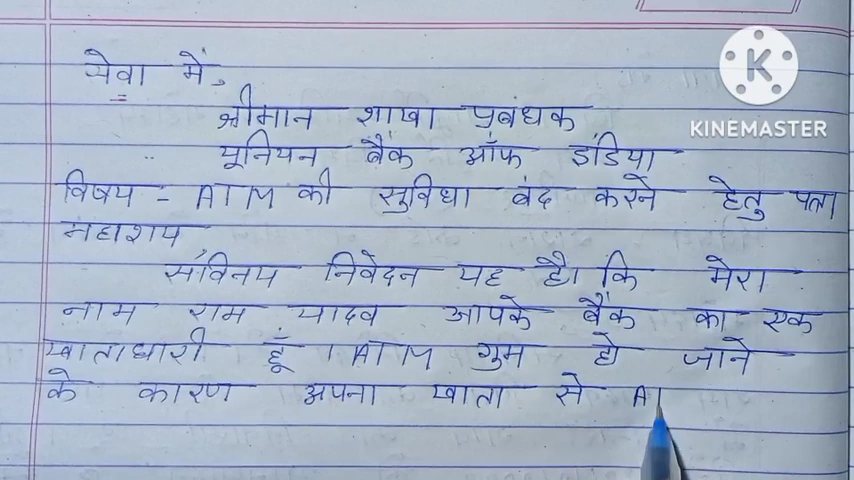 सेवा में,
श्रीमान शाखा प्रबंधक
यूनियन बैंक ऑफ इंडिया
विषय - ATM की सुविधा बंद करने हेतु पत्र
महाशय,
सविनय निवेदन यह है। कि मेरा
नाम राम यादव आपके बैंक का एक
खाताधारी हूँ। ATM गुम हो जाने
के कारण अपना खाता से A
KINEMASTER